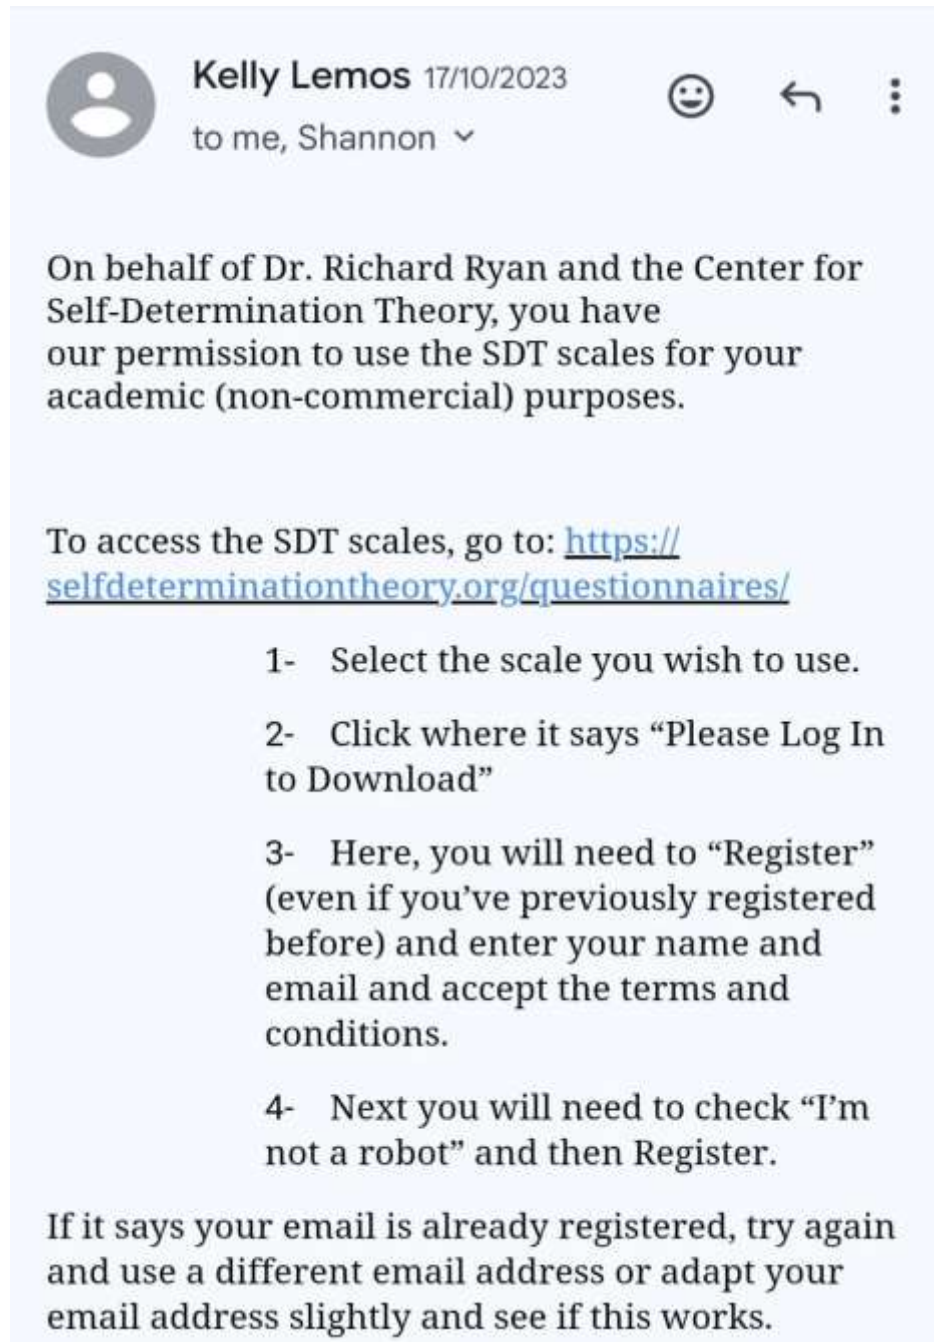 Kelly Lemos 17/10/2023
to me, Shannon
On behalf of Dr. Richard Ryan and the Center for
Self-Determination Theory, you have
our permission to use the SDT scales for your
academic (non-commercial) purposes.
To access the SDT scales, go to: https://
selfdeterminationtheory.org/questionnaires/
1- Select the scale you wish to use.
2- Click where it says “Please Log In
to Download”
3- Here, you will need to “Register”
(even if you’ve previously registered
before) and enter your name and
email and accept the terms and
conditions.
4- Next you will need to check “I’m
not a robot” and then Register.
If it says your email is already registered, try again
and use a different email address or adapt your
email address slightly and see if this works.